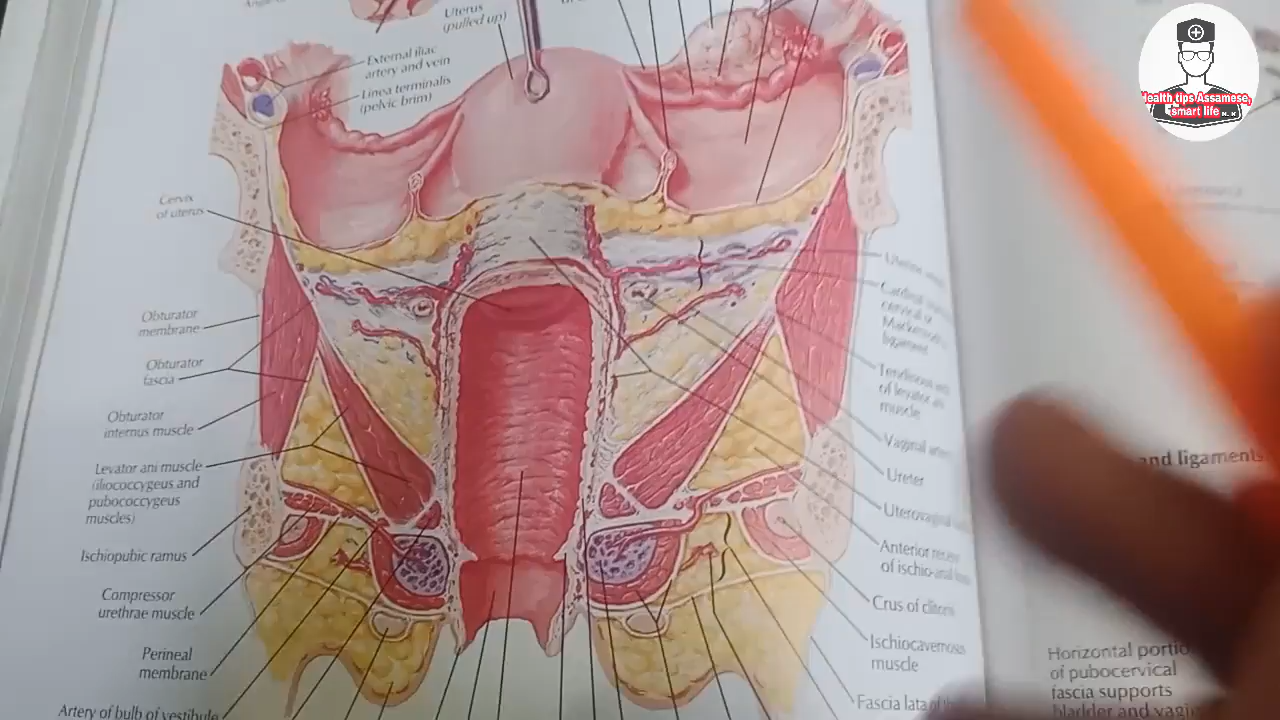 Uterus
(pulled up)
External iliac
artery and vein
Linea terminalis
(pelvic brim)
Cervix
of uterus
Obturator
membrane
Obturator
fascia
Obturator
internus muscle
Levator ani muscle
(iliococcygeus and
pubococcygeus
muscles)
Ischiopubic ramus
Compressor
urethrae muscle
Perineal
membrane
Artery of bulb of vestibule
Uterine
Cardinal
cervical or
ligament
Tendinous
of levator ani
muscle
Vaginal
Ureter
Uterovaginal
Anterior
of ischio-anal
Crus of clitoris
Ischiocavernosus
muscle
Fascia lata of
Health tips Assamese,
smart life
and ligaments
Horizontal
of pubocervical
fascia supports
bladder and